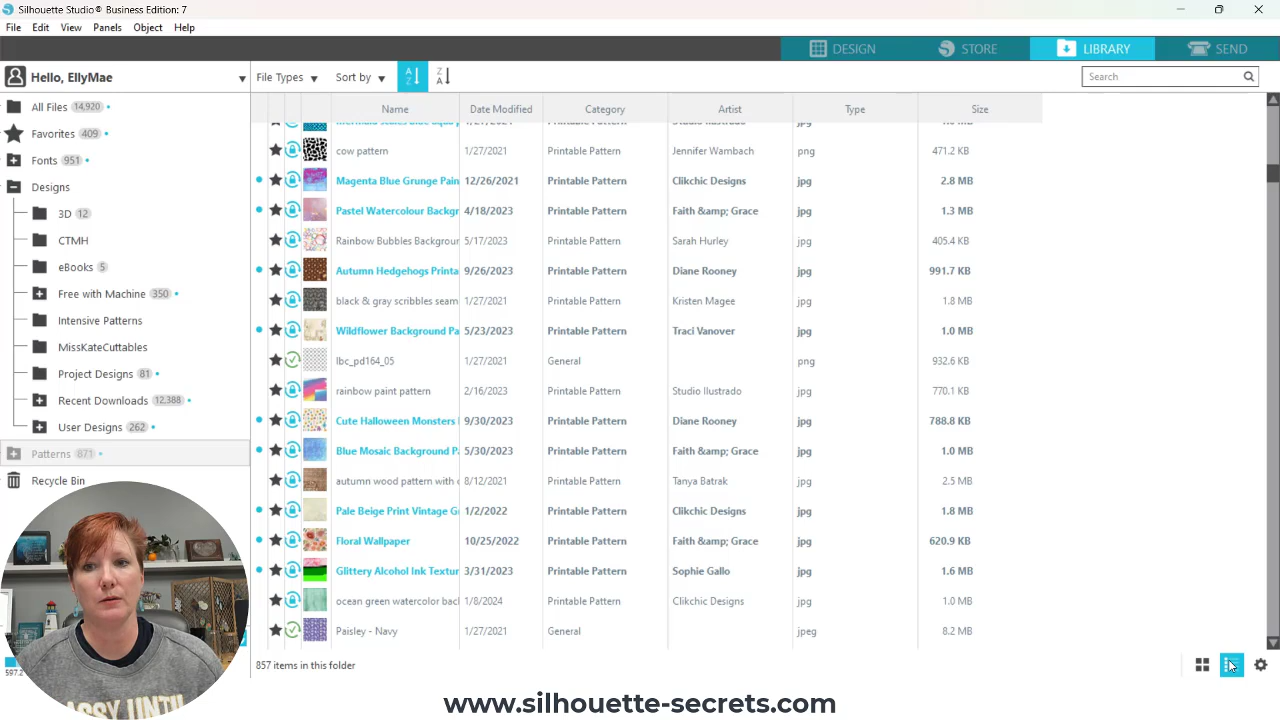 Silhouette Studio® Business Edition: 7
File Edit View Panels Object Help
DESIGN STORE LIBRARY SEND
Hello, EllyMae
File Types Sort by A Z Z A Search
All Files 14,920
Favorites 409
Fonts 951
Designs
3D 12
CTMH
eBooks 5
Free with Machine 350
Intensive Patterns
MissKateCuttables
Project Designs 81
Recent Downloads 12,388
User Designs 262
Patterns 871
Recycle Bin
Name Date Modified Category Artist Type Size
cow pattern 1/27/2021 Printable Pattern Jennifer Wambach png 471.2 KB
Magenta Blue Grunge Pain 12/26/2021 Printable Pattern Clikchic Designs jpg 2.8 MB
Pastel Watercolour Backgr 4/18/2023 Printable Pattern Faith &amp; Grace jpg 1.3 MB
Rainbow Bubbles Backgrour 5/17/2023 Printable Pattern Sarah Hurley jpg 405.4 KB
Autumn Hedgehogs Printa 9/26/2023 Printable Pattern Diane Rooney jpg 991.7 KB
black & gray scribbles seam 1/27/2021 Printable Pattern Kristen Magee jpg 1.8 MB
Wildflower Background Pa 5/23/2023 Printable Pattern Traci Vanover jpg 1.0 MB
lbc_pd164_05 1/27/2021 General png 932.6 KB
rainbow paint pattern 2/16/2023 Printable Pattern Studio Ilustrado jpg 770.1 KB
Cute Halloween Monsters 9/30/2023 Printable Pattern Diane Rooney jpg 788.8 KB
Blue Mosaic Background P 5/30/2023 Printable Pattern Faith &amp; Grace jpg 1.0 MB
autumn wood pattern with 8/12/2021 Printable Pattern Tanya Batrak jpg 2.5 MB
Pale Beige Print Vintage G 1/2/2022 Printable Pattern Clikchic Designs jpg 1.8 MB
Floral Wallpaper 10/25/2022 Printable Pattern Faith &amp; Grace jpg 620.9 KB
Glittery Alcohol Ink Textur 3/31/2023 Printable Pattern Sophie Gallo jpg 1.6 MB
ocean green watercolor bac 1/8/2024 Printable Pattern Clikchic Designs jpg 1.0 MB
Paisley - Navy 1/27/2021 General jpeg 8.2 MB
857 items in this folder
www.silhouette-secrets.com